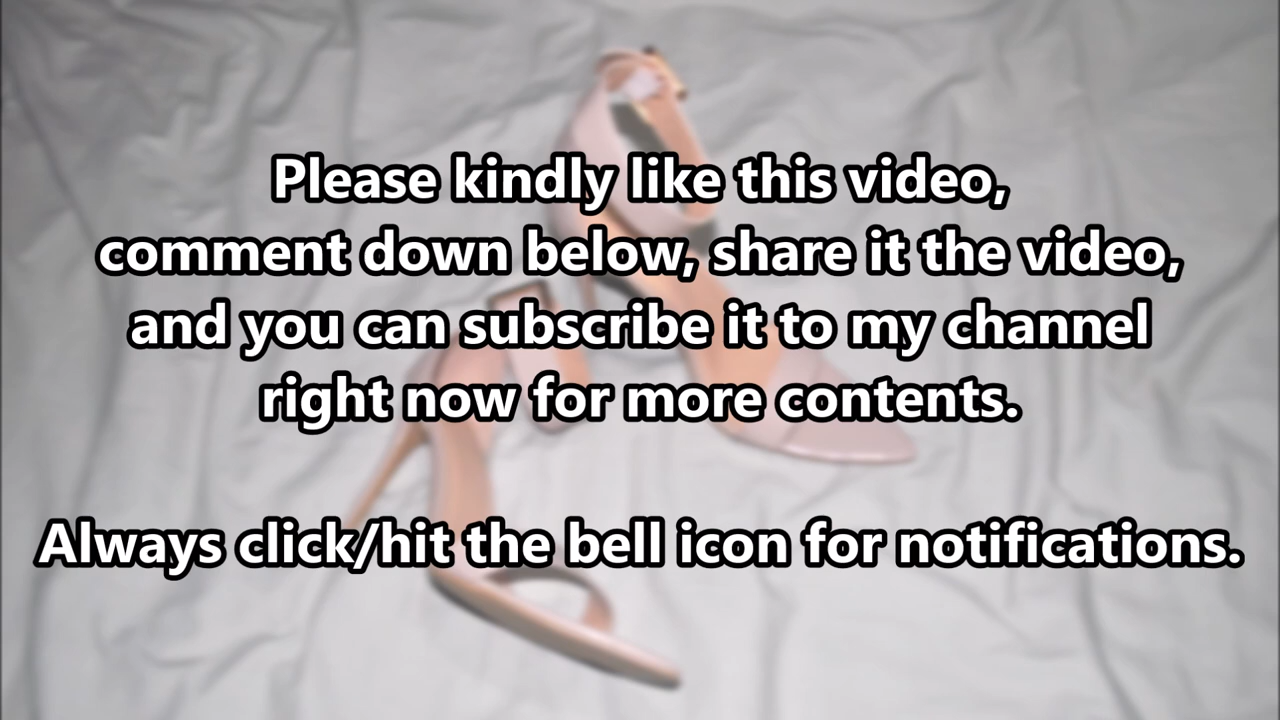 Please kindly like this video,
comment down below, share it the video,
and you can subscribe it to my channel
right now for more contents.
Always click/hit the bell icon for notifications.